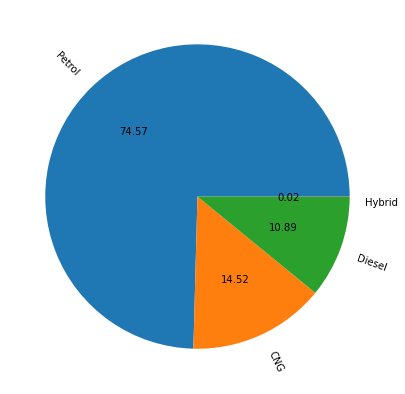 Petrol
74.57
0.02
Hybrid
10.89
Diesel
14.52
CNG